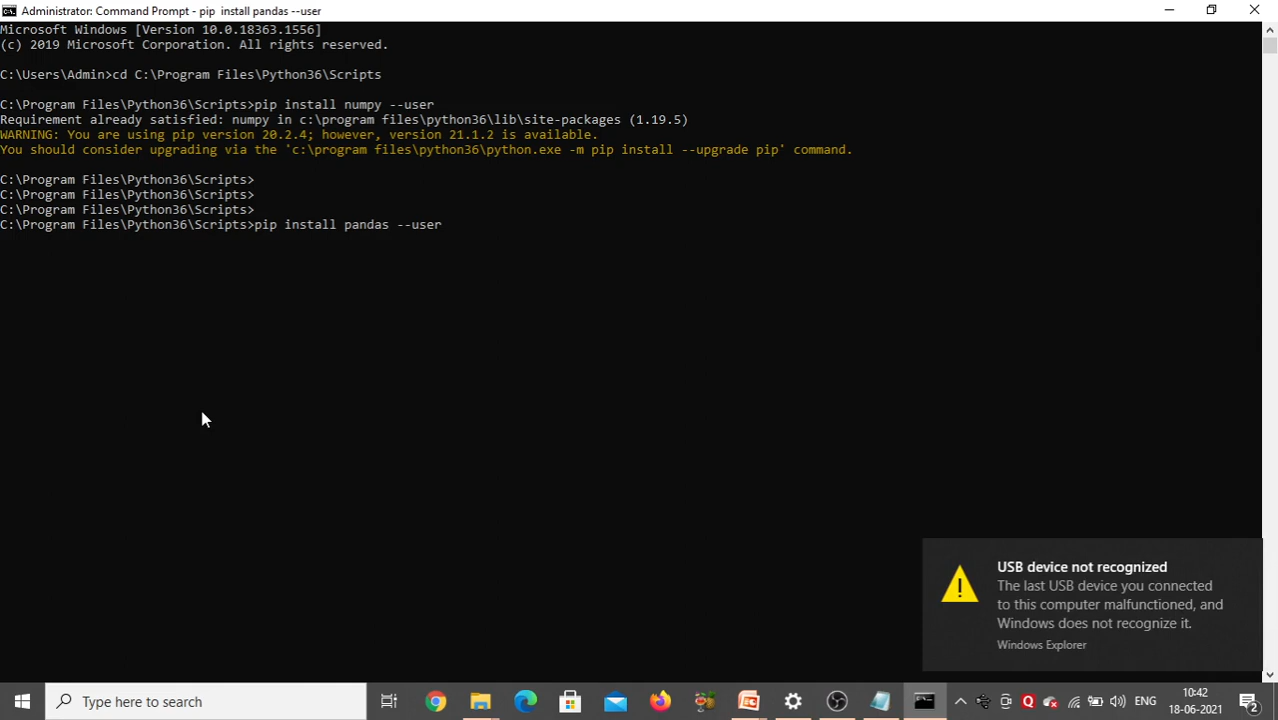 Administrator: Command Prompt - pip  install pandas --user
Microsoft Windows [Version 10.0.18363.1556]
(c) 2019 Microsoft Corporation. All rights reserved.
C:\Users\Admin>cd C:\Program Files\Python36\Scripts
C:\Program Files\Python36\Scripts>pip install numpy --user
Requirement already satisfied: numpy in c:\program files\python36\lib\site-packages (1.19.5)
WARNING: You are using pip version 20.2.4; however, version 21.1.2 is available.
You should consider upgrading via the 'c:\program files\python36\python.exe -m pip install --upgrade pip' command.
C:\Program Files\Python36\Scripts>
C:\Program Files\Python36\Scripts>
C:\Program Files\Python36\Scripts>
C:\Program Files\Python36\Scripts>pip install pandas --user
USB device not recognized
The last USB device you connected
to this computer malfunctioned, and
Windows does not recognize it.
Windows Explorer
Type here to search
ENG
10:42
18-06-2021
2